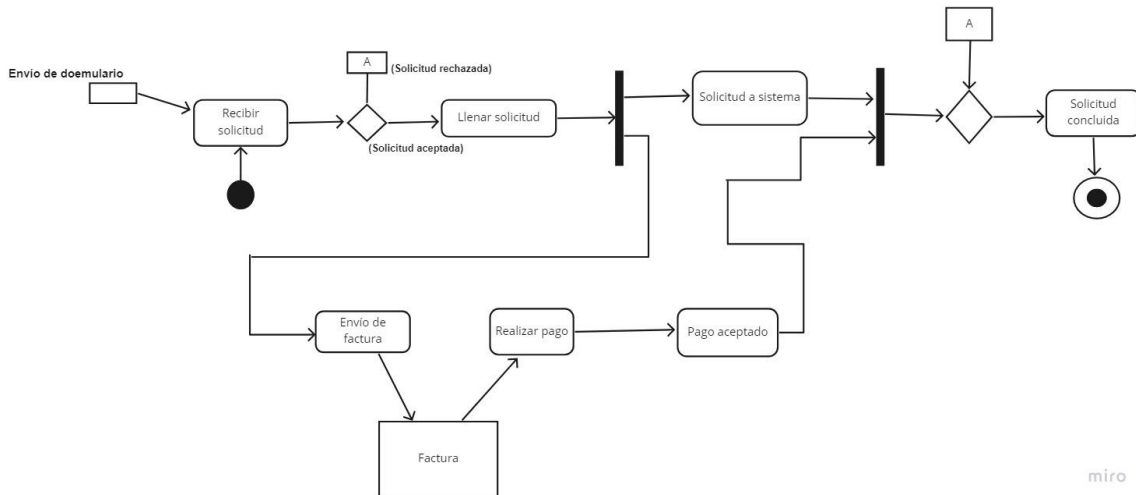 A
A
(Solicitud rechazada)
Envío de doemulario
Recibir
solicitud
Llenar solicitud
(Solicitud aceptada)
Solicitud a sistema
Solicitud
concluida
Envío de
factura
Realizar pago
Pago aceptado
Factura
miro